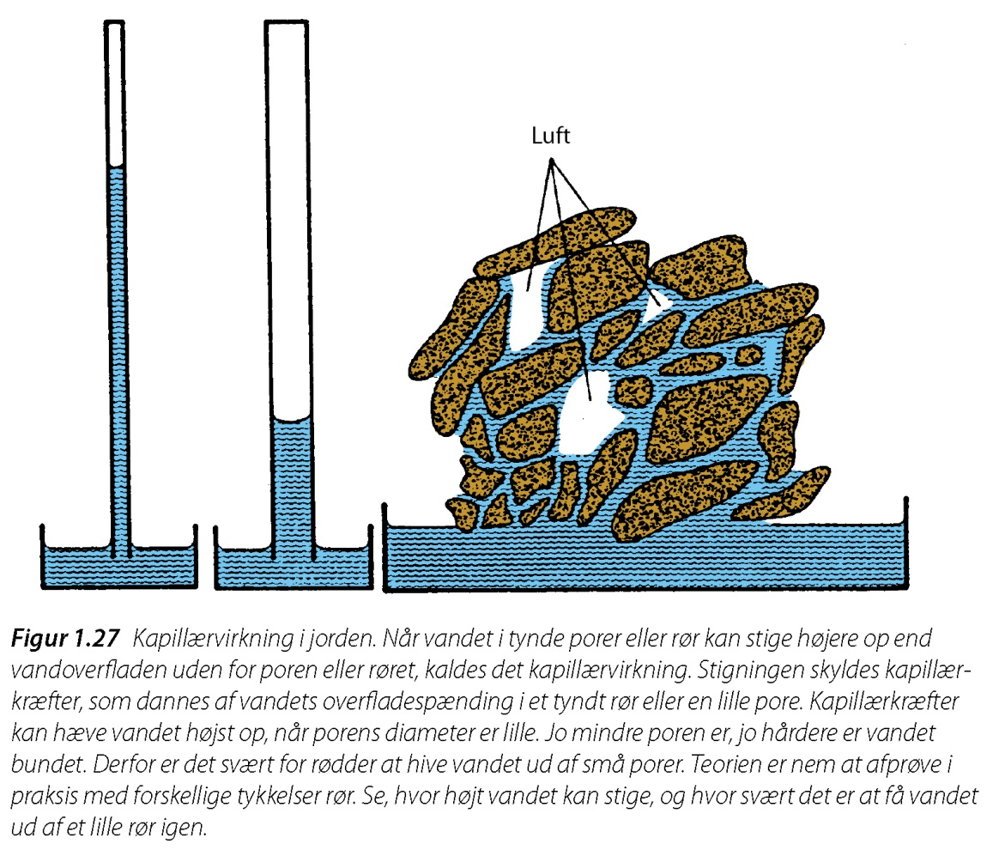 Luft
Figur 1.27 Kapillærvirkning i jorden. Når vandet i tynde porer eller rør kan stige højere op end
vandoverfladen uden for poren eller røret, kaldes det kapillærvirkning. Stigningen skyldes kapillær-
kræfter, som dannes af vandets overfladespænding i et tyndt rør eller en lille pore. Kapillærkræfter
kan hæve vandet højst op, når porens diameter er lille. Jo mindre poren er, jo hårdere er vandet
bundet. Derfor er det svært for rødder at hive vandet ud af små porer. Teorien er nem at afprøve i
praksis med forskellige tykkelser rør. Se, hvor højt vandet kan stige, og hvor svært det er at få vandet
ud af et lille rør igen.